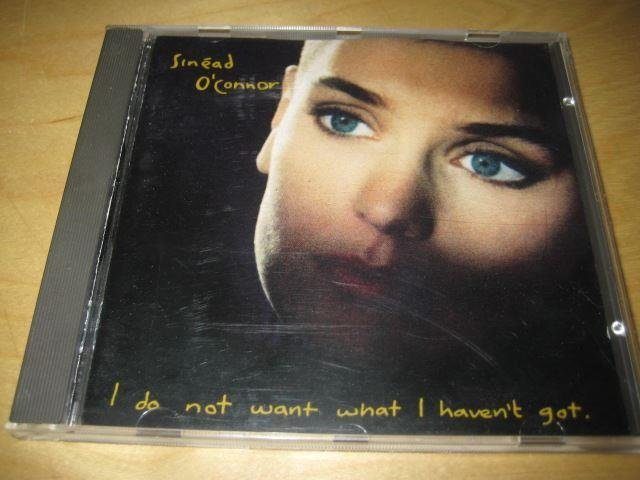 Sinéad
O'Connor
I do not want what I haven't got.